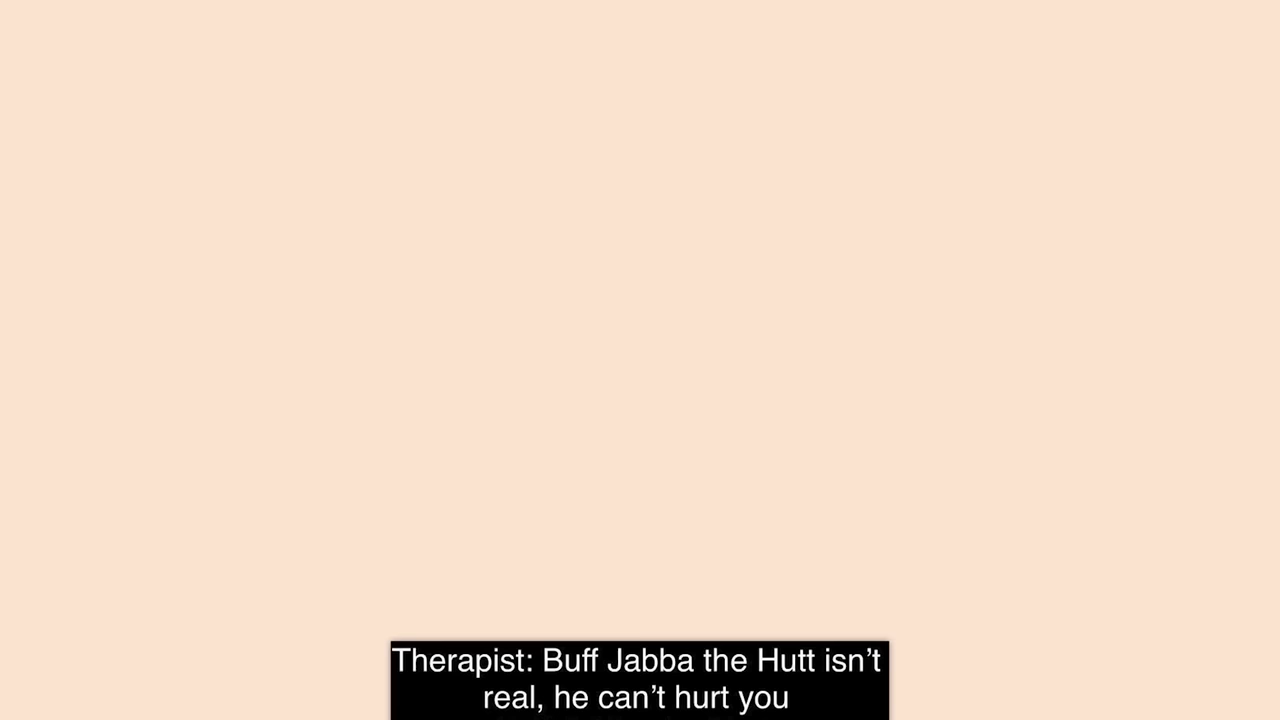 Therapist: Buff Jabba the Hutt isn’t
real, he can’t hurt you